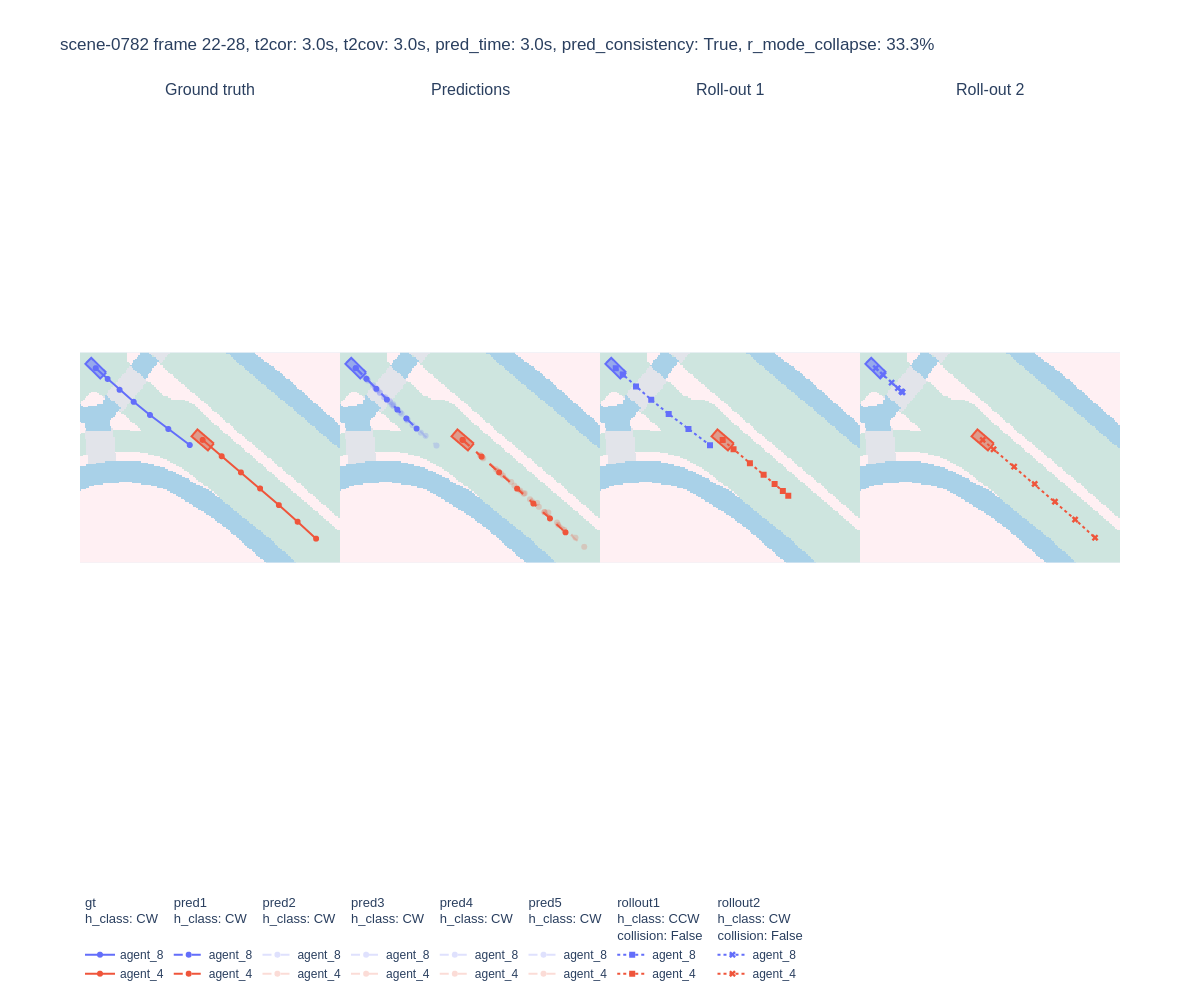 scene-0782 frame 22-28, t2cor: 3.0s, t2cov: 3.0s, pred_time: 3.0s, pred_consistency: True, r_mode_collapse: 33.3%
Ground truth Predictions Roll-out 1 Roll-out 2
gt pred1 pred2 pred3 pred4 pred5 rollout1 rollout2
h_class: CW h_class: CW h_class: CW h_class: CW h_class: CW h_class: CW h_class: CCW h_class: CW
collision: False collision: False
agent_8 agent_8 agent_8 agent_8 agent_8 agent_8 agent_8 agent_8
agent_4 agent_4 agent_4 agent_4 agent_4 agent_4 agent_4 agent_4